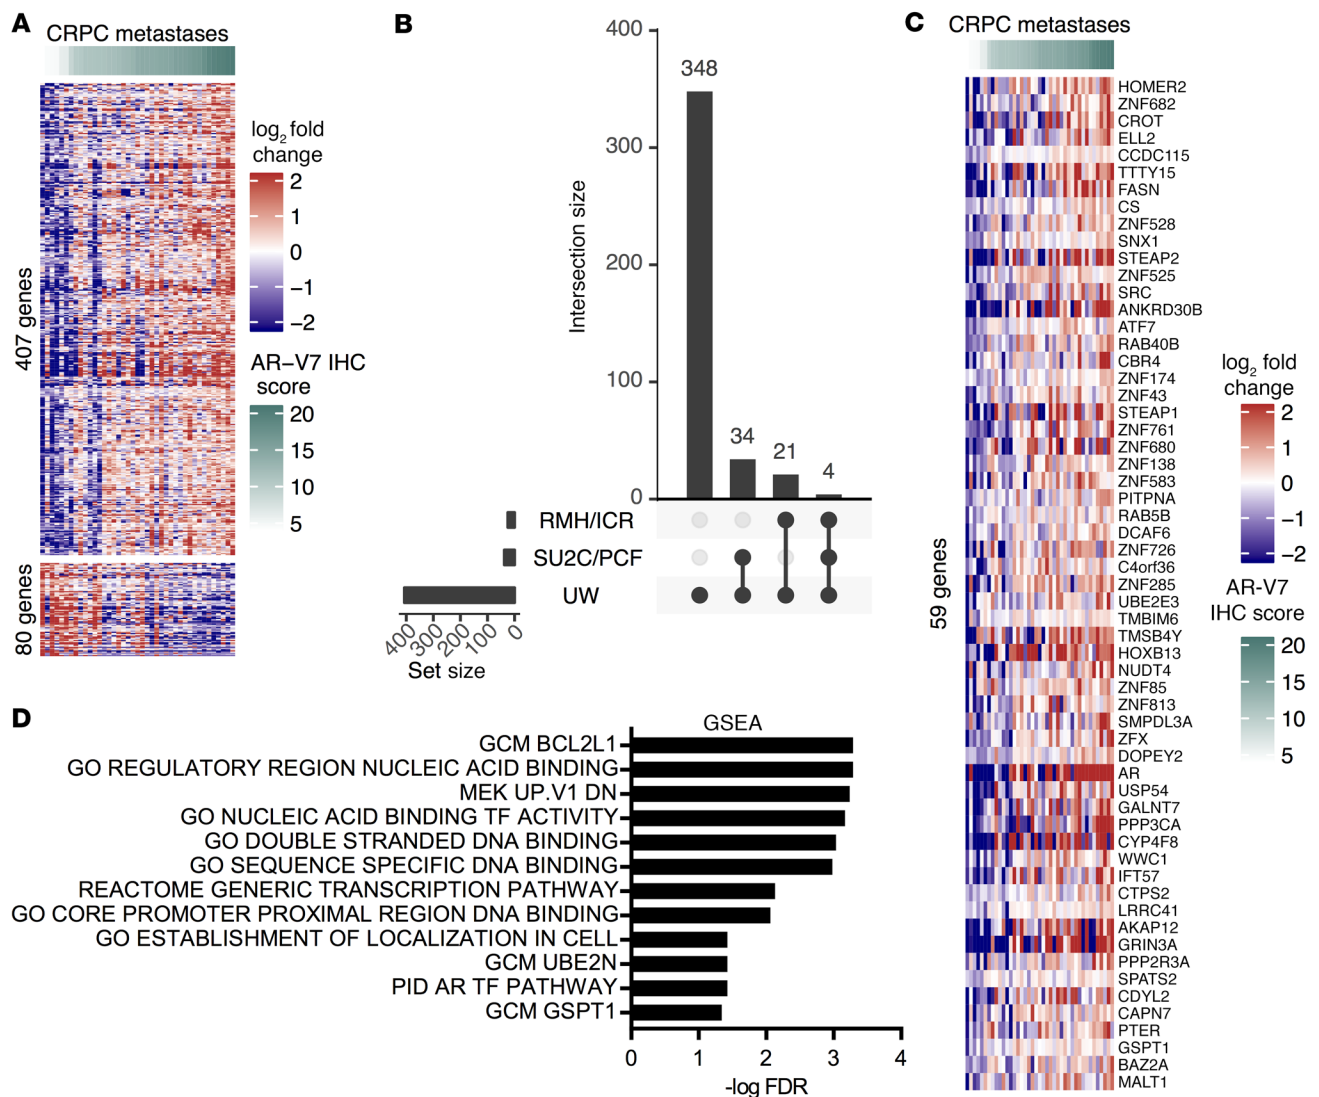 A
CRPC metastases
407 genes
80 genes
log2 fold
change
2
1
0
−1
−2
AR−V7 IHC
score
20
15
10
5
B
Intersection size
400
300
200
100
0
348
34
21
4
RMH/ICR
SU2C/PCF
UW
400
300
200
100
0
Set size
C
CRPC metastases
59 genes
HOMER2
ZNF682
CROT
ELL2
CCDC115
TTTY15
FASN
CS
ZNF528
SNX1
STEAP2
ZNF525
SRC
ANKRD30B
ATF7
RAB40B
CBR4
ZNF174
ZNF43
STEAP1
ZNF761
ZNF680
ZNF138
ZNF583
PITPNA
RAB5B
DCAF6
ZNF726
C4orf36
ZNF285
UBE2E3
TMBIM6
TMSB4Y
HOXB13
NUDT4
ZNF85
ZNF813
SMPDL3A
ZFX
DOPEY2
AR
USP54
GALNT7
PPP3CA
CYP4F8
WWC1
IFT57
CTPS2
LRRC41
AKAP12
GRIN3A
PPP2R3A
SPATS2
CDYL2
CAPN7
PTER
GSPT1
BAZ2A
MALT1
log2 fold
change
2
1
0
−1
−2
AR-V7
IHC score
20
15
10
5
D
GSEA
GCM BCL2L1
GO REGULATORY REGION NUCLEIC ACID BINDING
MEK UP.V1 DN
GO NUCLEIC ACID BINDING TF ACTIVITY
GO DOUBLE STRANDED DNA BINDING
GO SEQUENCE SPECIFIC DNA BINDING
REACTOME GENERIC TRANSCRIPTION PATHWAY
GO CORE PROMOTER PROXIMAL REGION DNA BINDING
GO ESTABLISHMENT OF LOCALIZATION IN CELL
GCM UBE2N
PID AR TF PATHWAY
GCM GSPT1
0
1
2
3
4
-log FDR